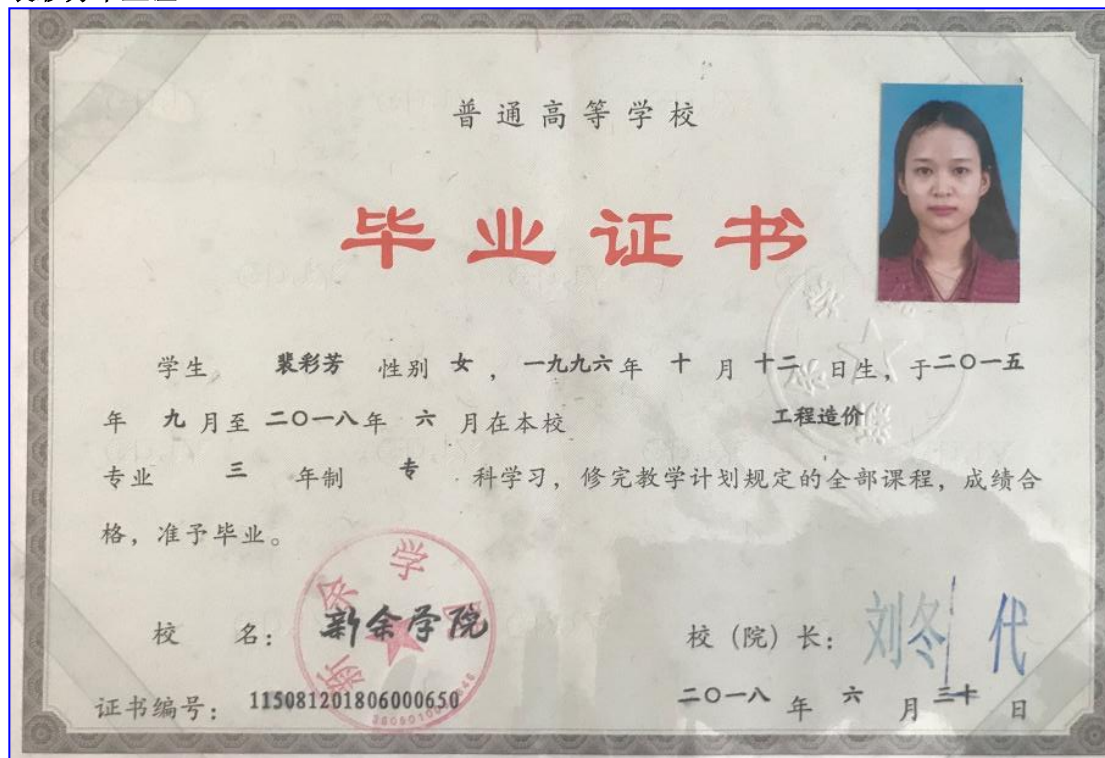 普通高等学校
毕业证书
学生 裴彩芳 性别 女 , 一九九六年 十 月 十二 日生, 于二〇一五
年 九 月至 二〇一八年 六 月在本校 工程造价
专业 三 年制 专 科学习, 修完教学计划规定的全部课程, 成绩合
格, 准予毕业。
校 名: 新余学院
校（院）长: 刘冬 代
证书编号: 115081201806000650
二〇一八 年 六 月 三十 日